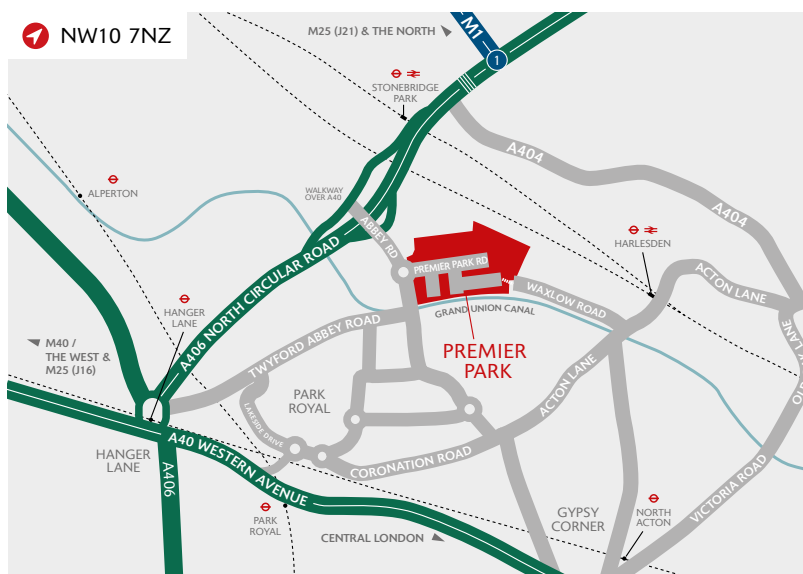 NW10 7NZ
M25 (J21) & THE NORTH
M1
1
STONEBRIDGE
PARK
A404
A404
ALPERTON
WALKWAY
OVER A40
ABBEY RD
HARLESDEN
A406 NORTH CIRCULAR ROAD
PREMIER PARK RD
WAXLOW ROAD
ACTON LANE
HANGER
LANE
GRAND UNION CANAL
M40 /
THE WEST &
M25 (J16)
TWYFORD ABBEY ROAD
PREMIER
PARK
PARK
ROYAL
ACTON LANE
LAKESIDE DRIVE
HANGER
LANE
A40 WESTERN AVENUE
A406
CORONATION ROAD
VICTORIA ROAD
PARK
ROYAL
GYPSY
CORNER
NORTH
ACTON
CENTRAL LONDON